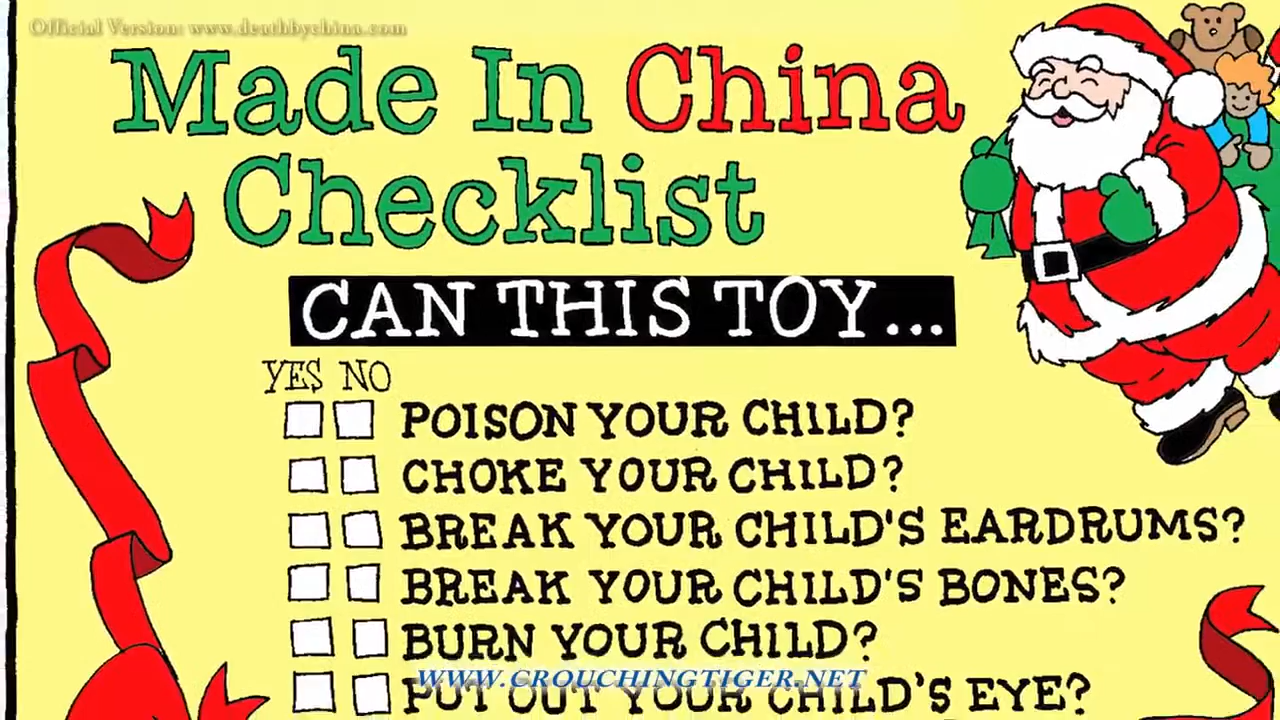 Official Version: www.deathbychina.com
Made In China
Checklist
CAN THIS TOY...
YES NO
POISON YOUR CHILD?
CHOKE YOUR CHILD?
BREAK YOUR CHILD'S EARDRUMS?
BREAK YOUR CHILD'S BONES?
BURN YOUR CHILD?
WWW.CROUCHINGTIGER.NET
PUT OUT YOUR CHILD'S EYE?